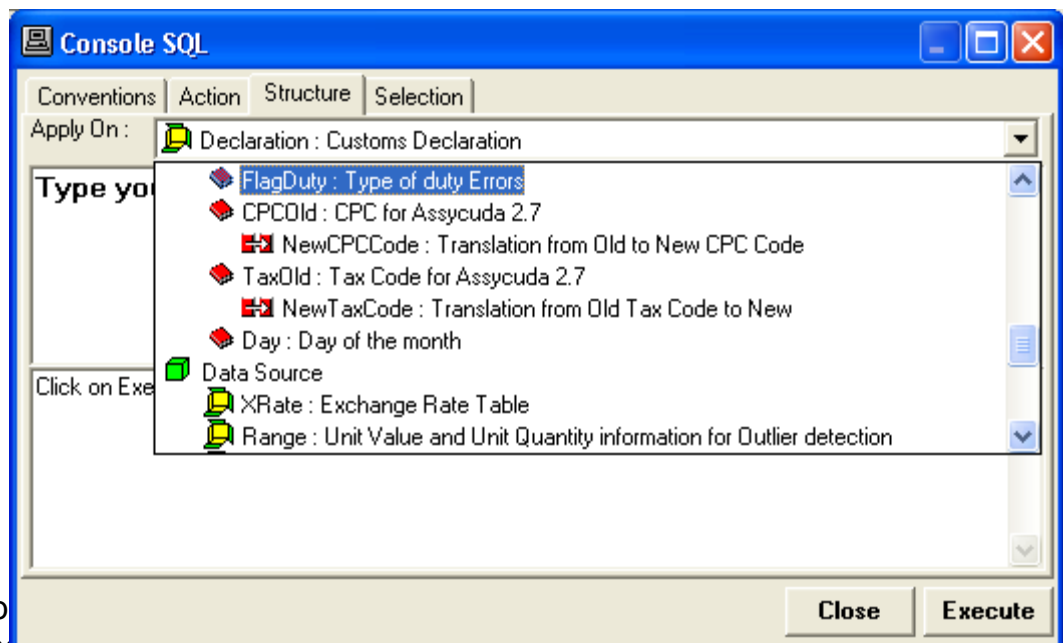 Console SQL
Conventions Action Structure Selection
Apply On : Declaration : Customs Declaration
Type you
FlagDuty : Type of duty Errors
CPCOld : CPC for Assycuda 2.7
NewCPCCode : Translation from Old to New CPC Code
TaxOld : Tax Code for Assycuda 2.7
NewTaxCode : Translation from Old Tax Code to New
Day : Day of the month
Data Source
Click on Exe
XRate : Exchange Rate Table
Range : Unit Value and Unit Quantity information for Outlier detection
Close Execute